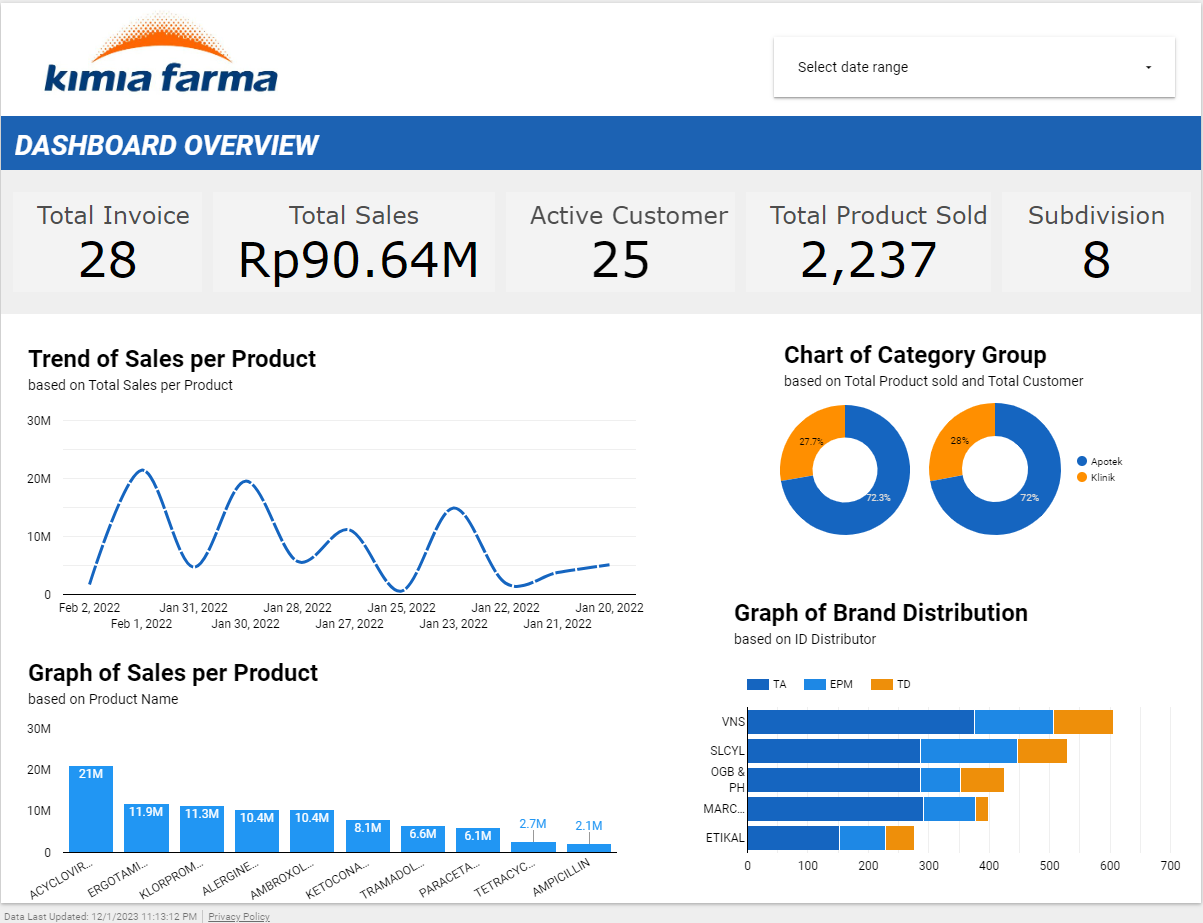 kimia farma
Select date range
DASHBOARD OVERVIEW
Total Invoice
28
Total Sales
Rp90.64M
Active Customer
25
Total Product Sold
2,237
Subdivision
8
Trend of Sales per Product
based on Total Sales per Product
30M
20M
10M
0
Feb 2, 2022 Jan 31, 2022 Jan 28, 2022 Jan 25, 2022 Jan 22, 2022 Jan 20, 2022
Feb 1, 2022 Jan 30, 2022 Jan 27, 2022 Jan 23, 2022 Jan 21, 2022
Chart of Category Group
based on Total Product sold and Total Customer
27.7%
72.3%
28%
72%
Apotek
Klinik
Graph of Sales per Product
based on Product Name
30M
20M
10M
0
21M
11.9M
11.3M
10.4M
10.4M
8.1M
6.6M
6.1M
2.7M
2.1M
ACYCLOVIR...
ERGOTAMI...
KLORPROM...
ALERGINE...
AMBROXOL...
KETOCONA...
TRAMADOL...
PARACETA...
TETRACYC...
AMPICILLIN
Graph of Brand Distribution
based on ID Distributor
TA EPM TD
VNS
SLCYL
OGB &
PH
MARC...
ETIKAL
0 100 200 300 400 500 600 700
Data Last Updated: 12/1/2023 11:13:12 PM Privacy Policy